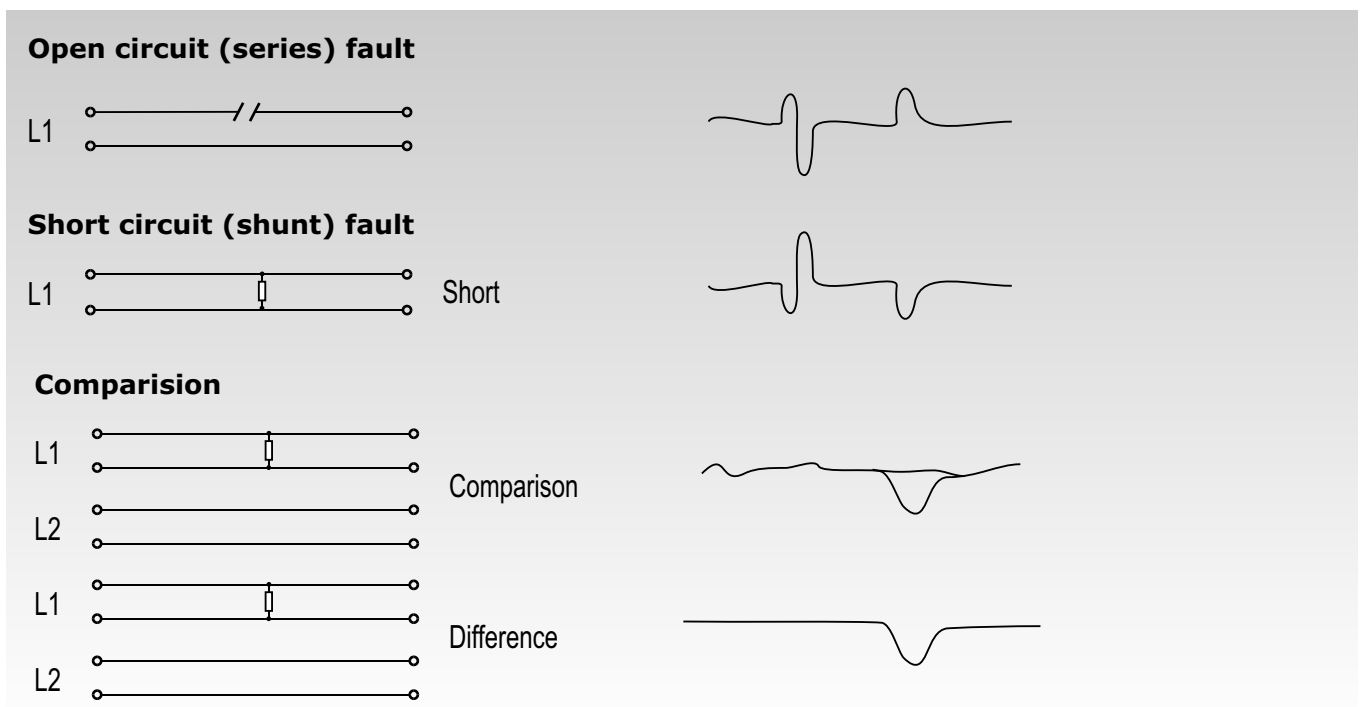 Open circuit (series) fault
L1
Short circuit (shunt) fault
L1
Short
Comparision
L1
Comparison
L2
L1
Difference
L2